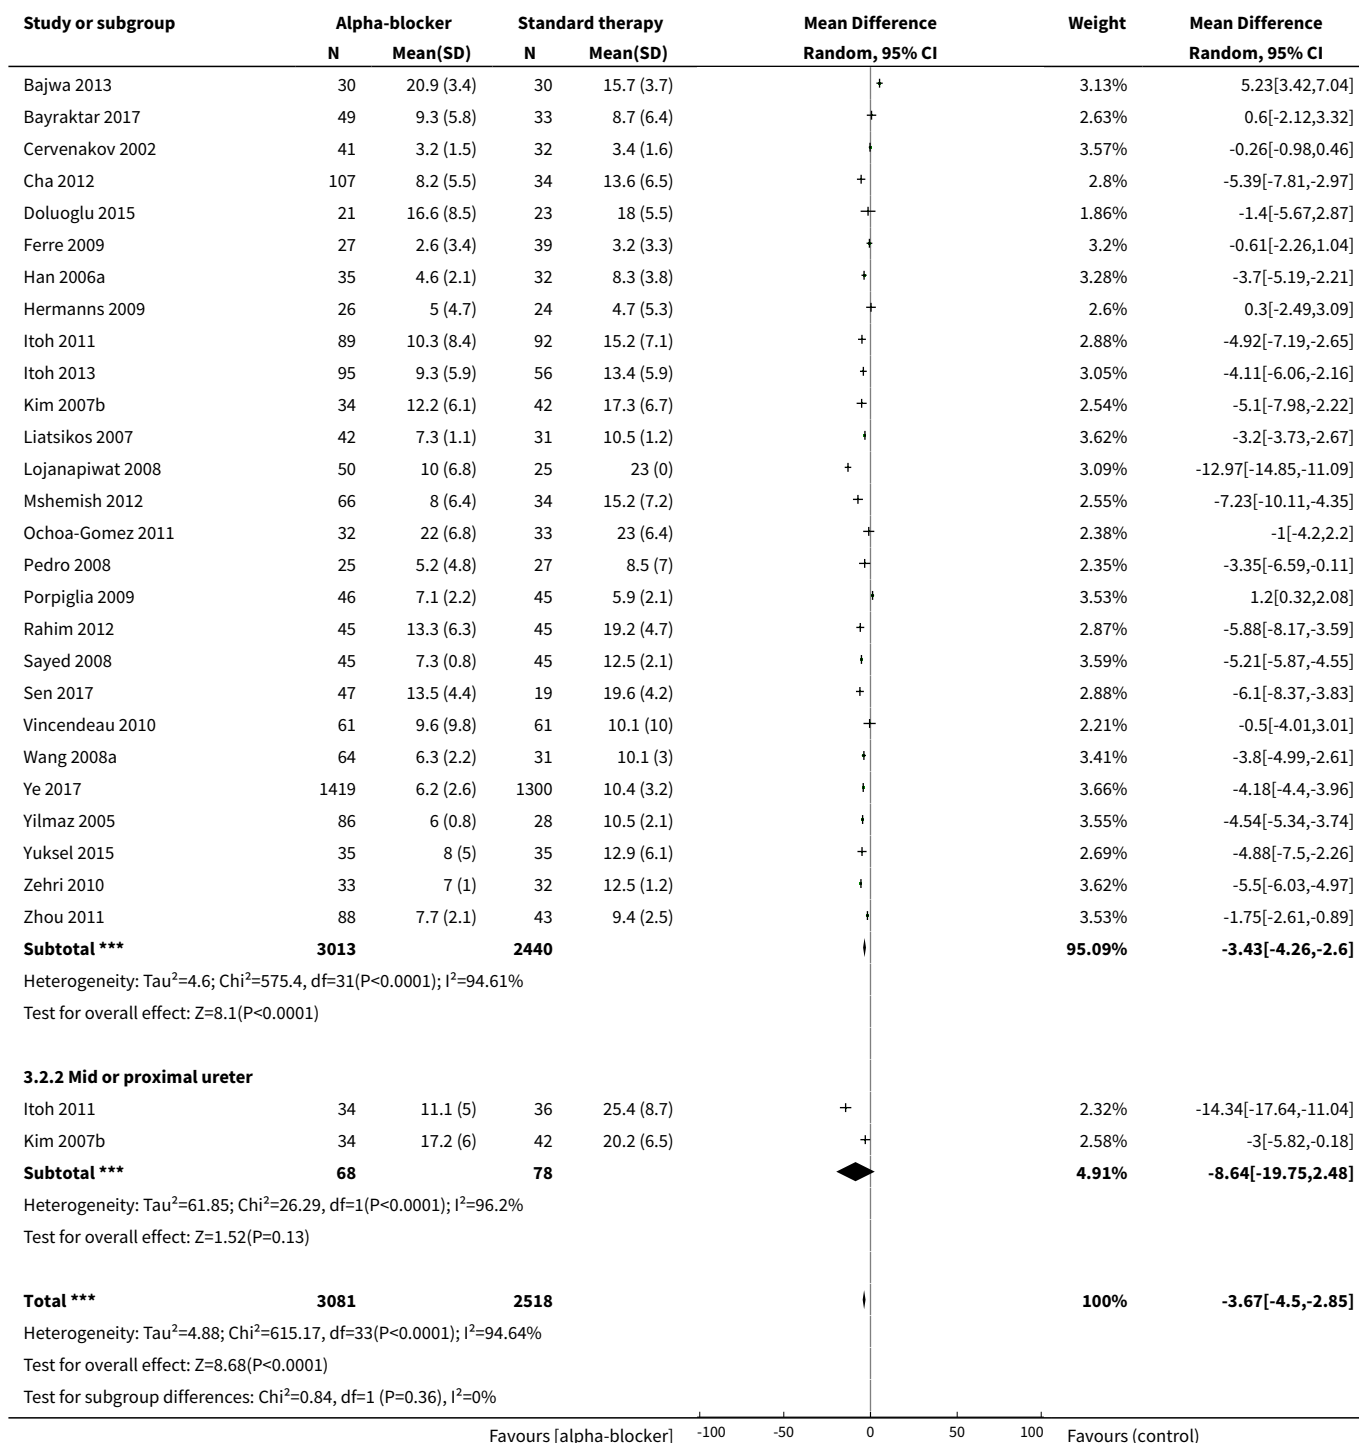 Study or subgroup Alpha-blocker Standard therapy Mean Difference Weight Mean Difference
N Mean(SD) N Mean(SD) Random, 95% CI Random, 95% CI
Bajwa 2013 30 20.9 (3.4) 30 15.7 (3.7) 3.13% 5.23[3.42,7.04]
Bayraktar 2017 49 9.3 (5.8) 33 8.7 (6.4) 2.63% 0.6[-2.12,3.32]
Cervenakov 2002 41 3.2 (1.5) 32 3.4 (1.6) 3.57% -0.26[-0.98,0.46]
Cha 2012 107 8.2 (5.5) 34 13.6 (6.5) 2.8% -5.39[-7.81,-2.97]
Doluoglu 2015 21 16.6 (8.5) 23 18 (5.5) 1.86% -1.4[-5.67,2.87]
Ferre 2009 27 2.6 (3.4) 39 3.2 (3.3) 3.2% -0.61[-2.26,1.04]
Han 2006a 35 4.6 (2.1) 32 8.3 (3.8) 3.28% -3.7[-5.19,-2.21]
Hermanns 2009 26 5 (4.7) 24 4.7 (5.3) 2.6% 0.3[-2.49,3.09]
Itoh 2011 89 10.3 (8.4) 92 15.2 (7.1) 2.88% -4.92[-7.19,-2.65]
Itoh 2013 95 9.3 (5.9) 56 13.4 (5.9) 3.05% -4.11[-6.06,-2.16]
Kim 2007b 34 12.2 (6.1) 42 17.3 (6.7) 2.54% -5.1[-7.98,-2.22]
Liatsikos 2007 42 7.3 (1.1) 31 10.5 (1.2) 3.62% -3.2[-3.73,-2.67]
Lojanapiwat 2008 50 10 (6.8) 25 23 (0) 3.09% -12.97[-14.85,-11.09]
Mshemish 2012 66 8 (6.4) 34 15.2 (7.2) 2.55% -7.23[-10.11,-4.35]
Ochoa-Gomez 2011 32 22 (6.8) 33 23 (6.4) 2.38% -1[-4.2,2.2]
Pedro 2008 25 5.2 (4.8) 27 8.5 (7) 2.35% -3.35[-6.59,-0.11]
Porpiglia 2009 46 7.1 (2.2) 45 5.9 (2.1) 3.53% 1.2[0.32,2.08]
Rahim 2012 45 13.3 (6.3) 45 19.2 (4.7) 2.87% -5.88[-8.17,-3.59]
Sayed 2008 45 7.3 (0.8) 45 12.5 (2.1) 3.59% -5.21[-5.87,-4.55]
Sen 2017 47 13.5 (4.4) 19 19.6 (4.2) 2.88% -6.1[-8.37,-3.83]
Vincendeau 2010 61 9.6 (9.8) 61 10.1 (10) 2.21% -0.5[-4.01,3.01]
Wang 2008a 64 6.3 (2.2) 31 10.1 (3) 3.41% -3.8[-4.99,-2.61]
Ye 2017 1419 6.2 (2.6) 1300 10.4 (3.2) 3.66% -4.18[-4.4,-3.96]
Yilmaz 2005 86 6 (0.8) 28 10.5 (2.1) 3.55% -4.54[-5.34,-3.74]
Yuksel 2015 35 8 (5) 35 12.9 (6.1) 2.69% -4.88[-7.5,-2.26]
Zehri 2010 33 7 (1) 32 12.5 (1.2) 3.62% -5.5[-6.03,-4.97]
Zhou 2011 88 7.7 (2.1) 43 9.4 (2.5) 3.53% -1.75[-2.61,-0.89]
Subtotal *** 3013 2440 95.09% -3.43[-4.26,-2.6]
Heterogeneity: Tau²=4.6; Chi²=575.4, df=31(P<0.0001); I²=94.61%
Test for overall effect: Z=8.1(P<0.0001)
3.2.2 Mid or proximal ureter
Itoh 2011 34 11.1 (5) 36 25.4 (8.7) 2.32% -14.34[-17.64,-11.04]
Kim 2007b 34 17.2 (6) 42 20.2 (6.5) 2.58% -3[-5.82,-0.18]
Subtotal *** 68 78 4.91% -8.64[-19.75,2.48]
Heterogeneity: Tau²=61.85; Chi²=26.29, df=1(P<0.0001); I²=96.2%
Test for overall effect: Z=1.52(P=0.13)
Total *** 3081 2518 100% -3.67[-4.5,-2.85]
Heterogeneity: Tau²=4.88; Chi²=615.17, df=33(P<0.0001); I²=94.64%
Test for overall effect: Z=8.68(P<0.0001)
Test for subgroup differences: Chi²=0.84, df=1 (P=0.36), I²=0%
Favours [alpha-blocker] -100 -50 0 50 100 Favours (control)